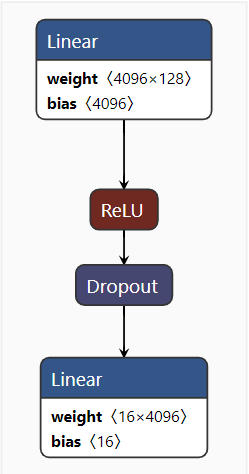 Linear
weight〈4096×128〉
bias〈4096〉
ReLU
Dropout
Linear
weight〈16×4096〉
bias〈16〉